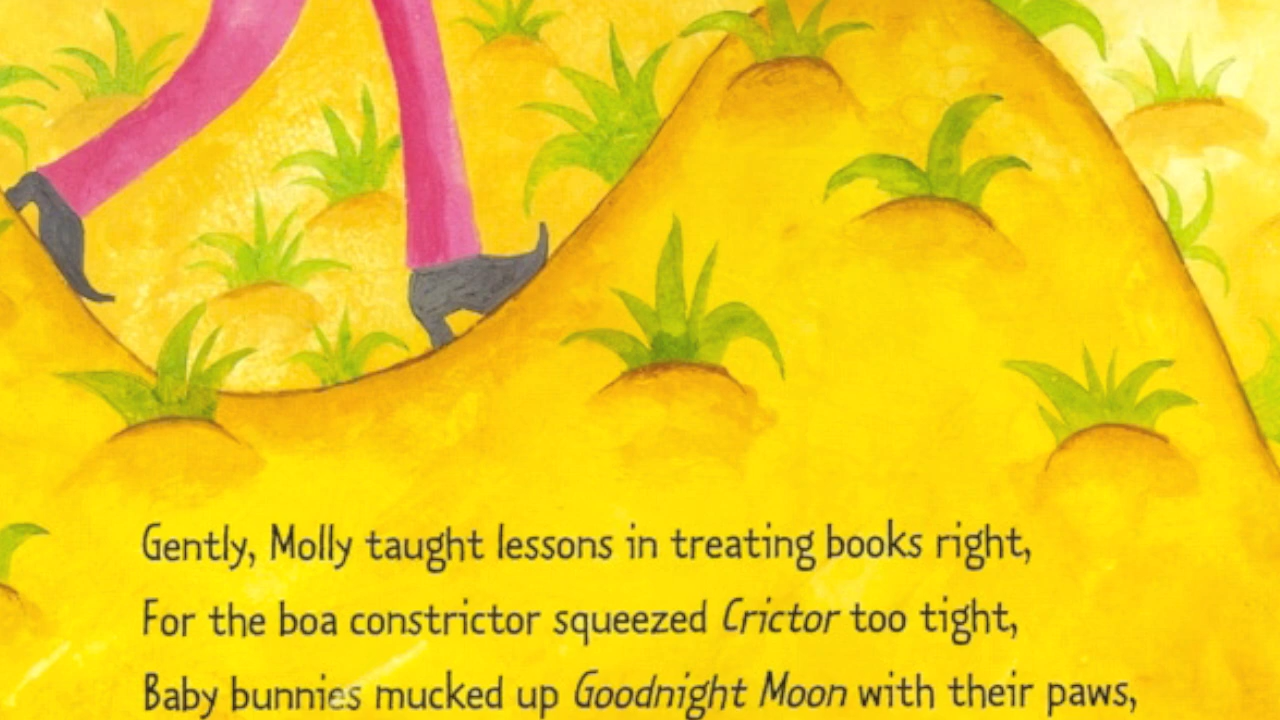 Gently, Molly taught lessons in treating books right,
For the boa constrictor squeezed Crictor too tight,
Baby bunnies mucked up Goodnight Moon with their paws,